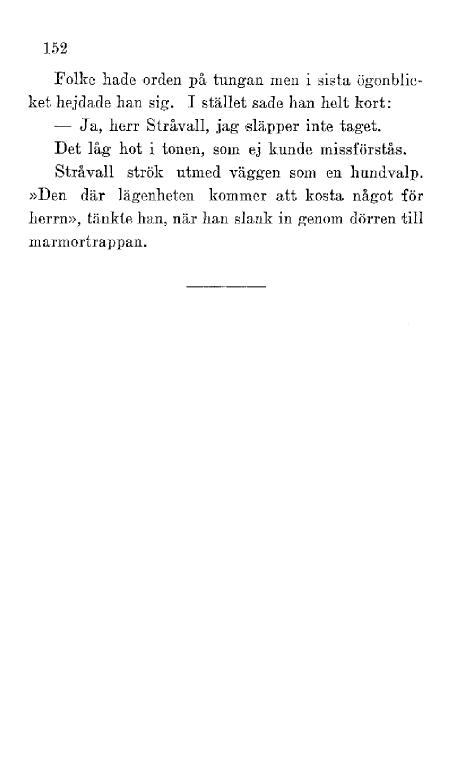 152
Folke hade orden på tungan men i sista ögonblic-
ket hejdade han sig. I stället sade han helt kort:
— Ja, herr Stråvall, jag släpper inte taget.
Det låg hot i tonen, som ej kunde missförstås.
Stråvall strök utmed väggen som en hundvalp.
»Den där lägenheten kommer att kosta något för
herrn», tänkte han, när han slank in genom dörren till
marmortrappan.